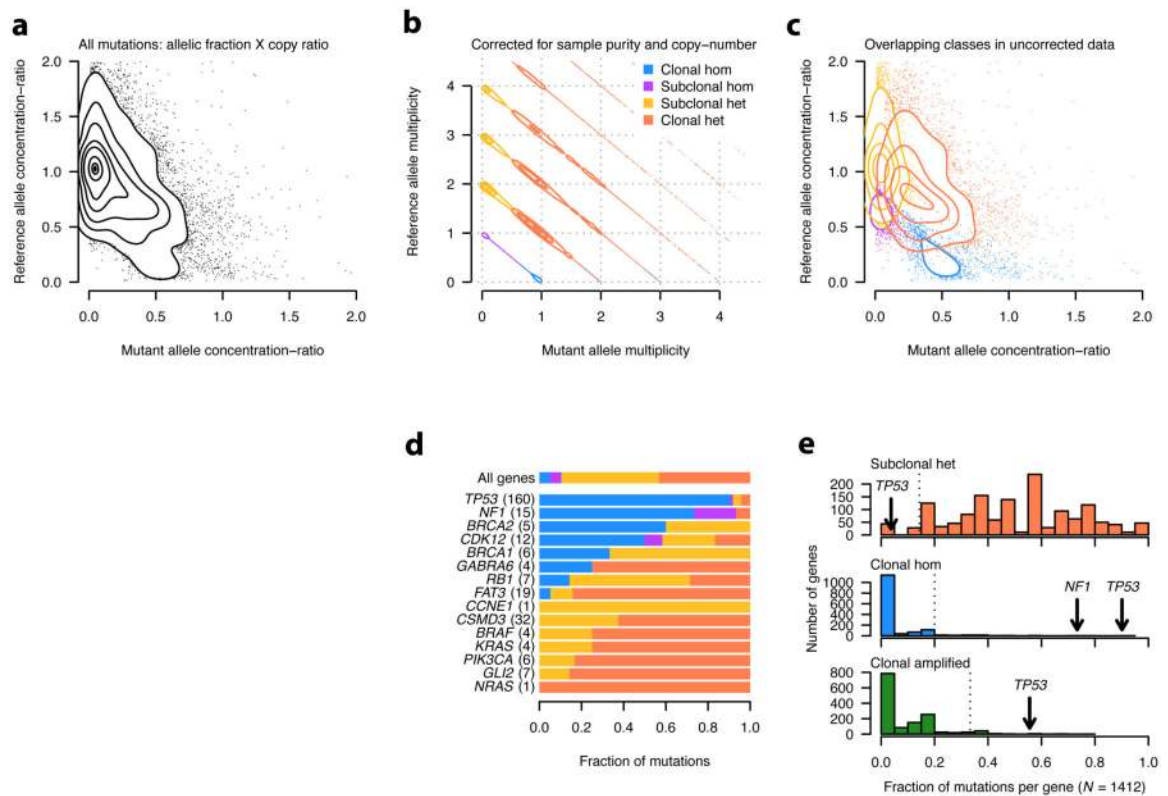 a
All mutations: allelic fraction X copy ratio
Reference allele concentration−ratio
2.0
1.5
1.0
0.5
0.0
0.0 0.5 1.0 1.5 2.0
Mutant allele concentration−ratio
b
Corrected for sample purity and copy−number
Clonal hom
Subclonal hom
Subclonal het
Clonal het
Reference allele multiplicity
4
3
2
1
0
0 1 2 3 4
Mutant allele multiplicity
c
Overlapping classes in uncorrected data
Reference allele concentration−ratio
2.0
1.5
1.0
0.5
0.0
0.0 0.5 1.0 1.5 2.0
Mutant allele concentration−ratio
d
All genes
TP53 (160)
NF1 (15)
BRCA2 (5)
CDK12 (12)
BRCA1 (6)
GABRA6 (4)
RB1 (7)
FAT3 (19)
CCNE1 (1)
CSMD3 (32)
BRAF (4)
KRAS (4)
PIK3CA (6)
GLI2 (7)
NRAS (1)
0.0 0.2 0.4 0.6 0.8 1.0
Fraction of mutations
e
Number of genes
Subclonal het
TP53
200
150
100
50
0
Clonal hom
NF1 TP53
1000
800
600
400
200
0
Clonal amplified
TP53
800
600
400
200
0
0.0 0.2 0.4 0.6 0.8 1.0
Fraction of mutations per gene (N = 1412)